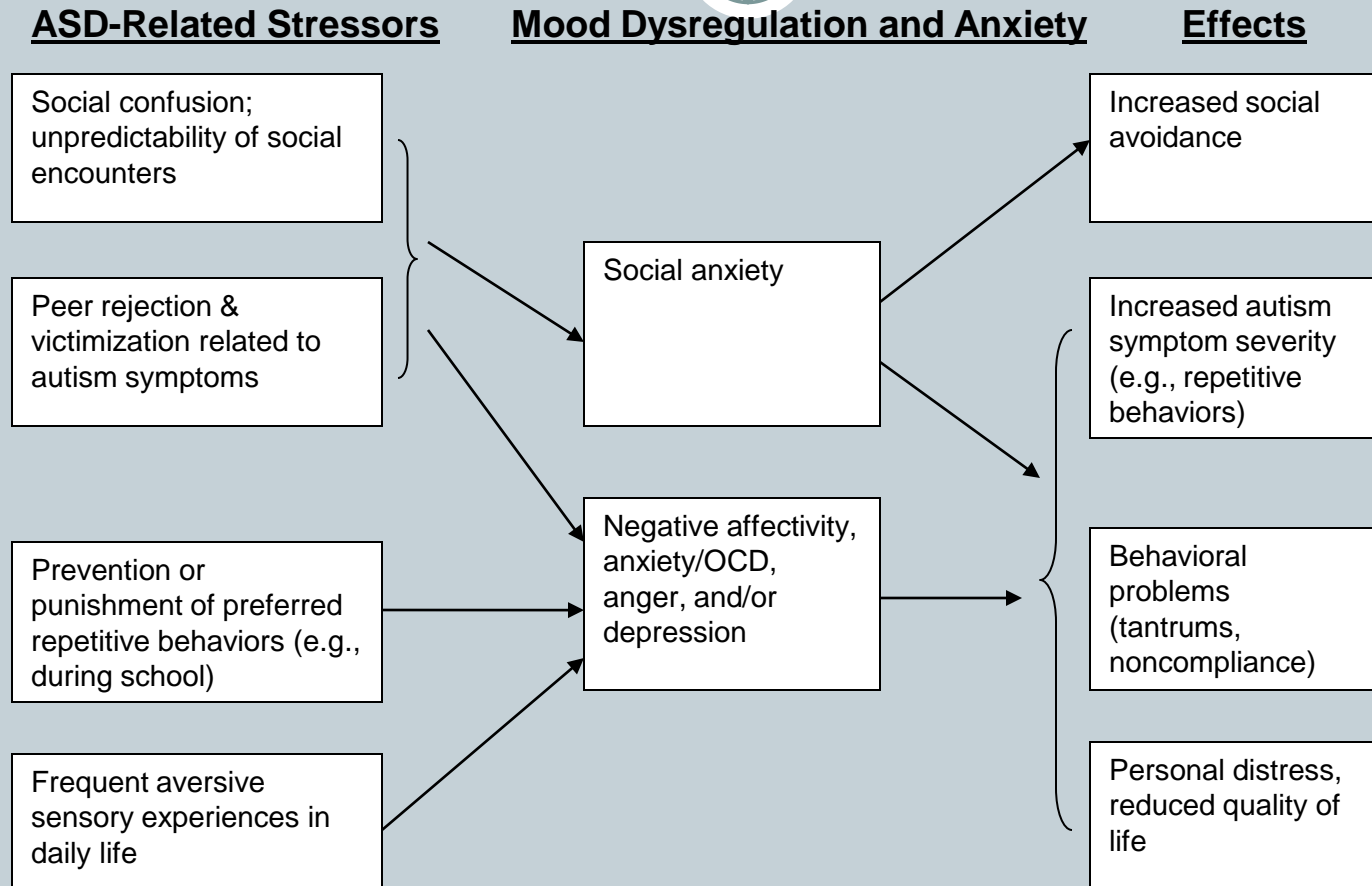 ASD-Related Stressors
Mood Dysregulation and Anxiety
Effects
Social confusion;
unpredictability of social
encounters
Peer rejection &
victimization related to
autism symptoms
Prevention or
punishment of preferred
repetitive behaviors (e.g.,
during school)
Frequent aversive
sensory experiences in
daily life
Social anxiety
Negative affectivity,
anxiety/OCD,
anger, and/or
depression
Increased social
avoidance
Increased autism
symptom severity
(e.g., repetitive
behaviors)
Behavioral
problems
(tantrums,
noncompliance)
Personal distress,
reduced quality of
life